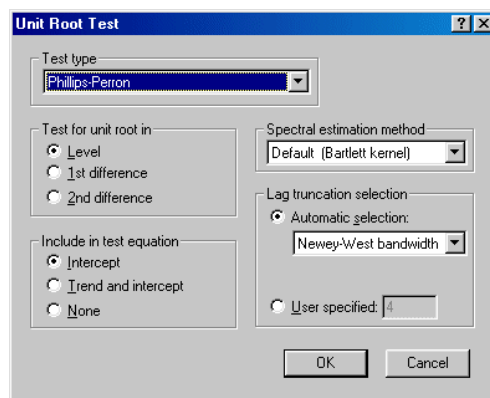 Unit Root Test
Test type
Phillips-Perron
Test for unit root in
Level
1st difference
2nd difference
Include in test equation
Intercept
Trend and intercept
None
Spectral estimation method
Default (Bartlett kernel)
Lag truncation selection
Automatic selection:
Newey-West bandwidth
User specified: 4
OK Cancel